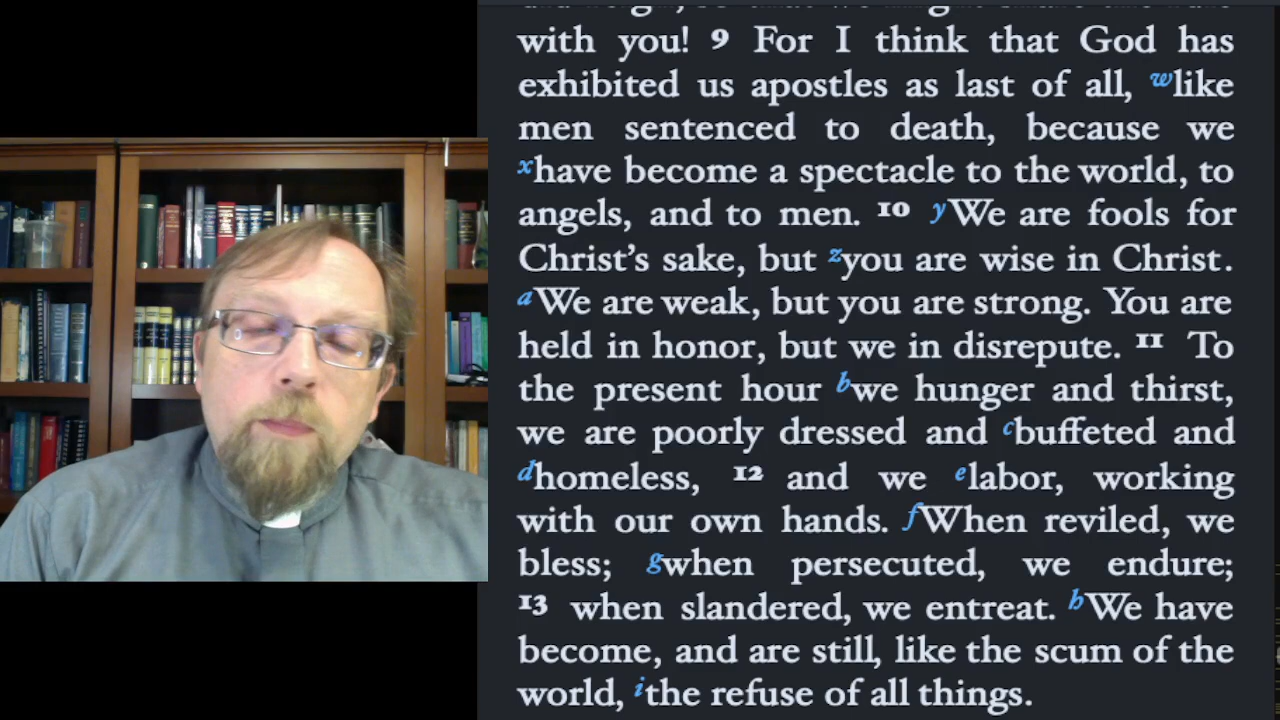 with you! 9 For I think that God has
exhibited us apostles as last of all, wlike
men sentenced to death, because we
xhave become a spectacle to the world, to
angels, and to men. 10 yWe are fools for
Christ’s sake, but zyou are wise in Christ.
aWe are weak, but you are strong. You are
held in honor, but we in disrepute. 11 To
the present hour bwe hunger and thirst,
we are poorly dressed and cbuffeted and
dhomeless, 12 and we elabor, working
with our own hands. fWhen reviled, we
bless; gwhen persecuted, we endure;
13 when slandered, we entreat. hWe have
become, and are still, like the scum of the
world, ithe refuse of all things.